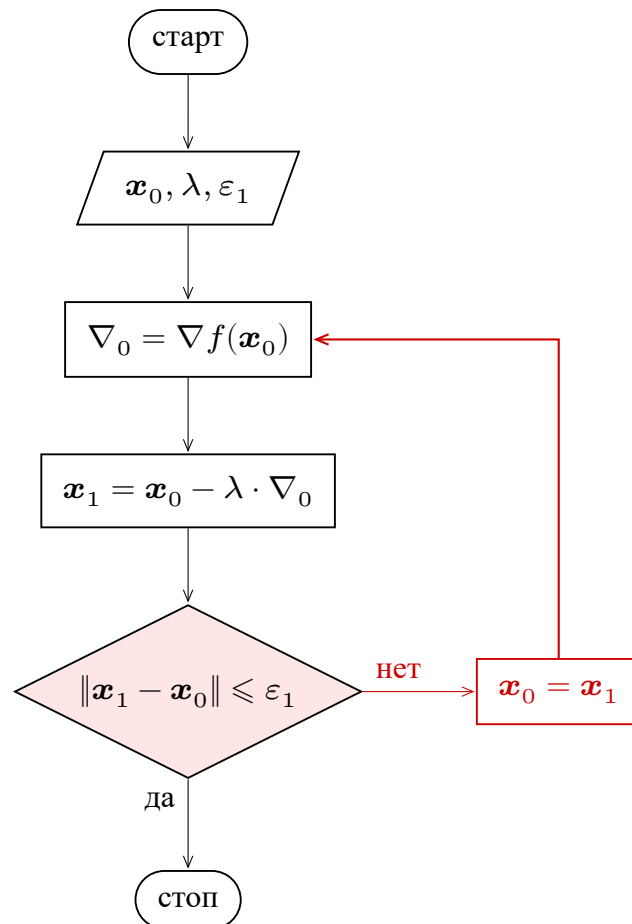 старт
x₀, λ, ε₁
∇₀ = ∇f(x₀)
x₁ = x₀ − λ · ∇₀
‖x₁ − x₀‖ ⩽ ε₁
нет
x₀ = x₁
да
стоп